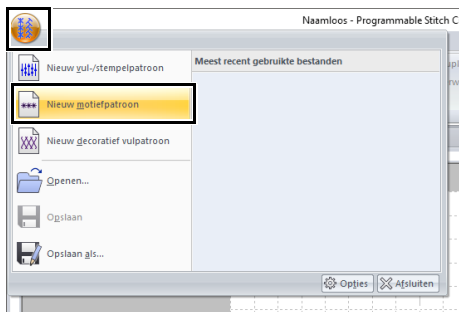 Naamloos - Programmable Stitch C
Nieuw vul-/stempelpatroon
Meest recent gebruikte bestanden
Nieuw motiefpatroon
Nieuw decoratief vulpatroon
Openen...
Opslaan
Opslaan als...
Opties
Afsluiten